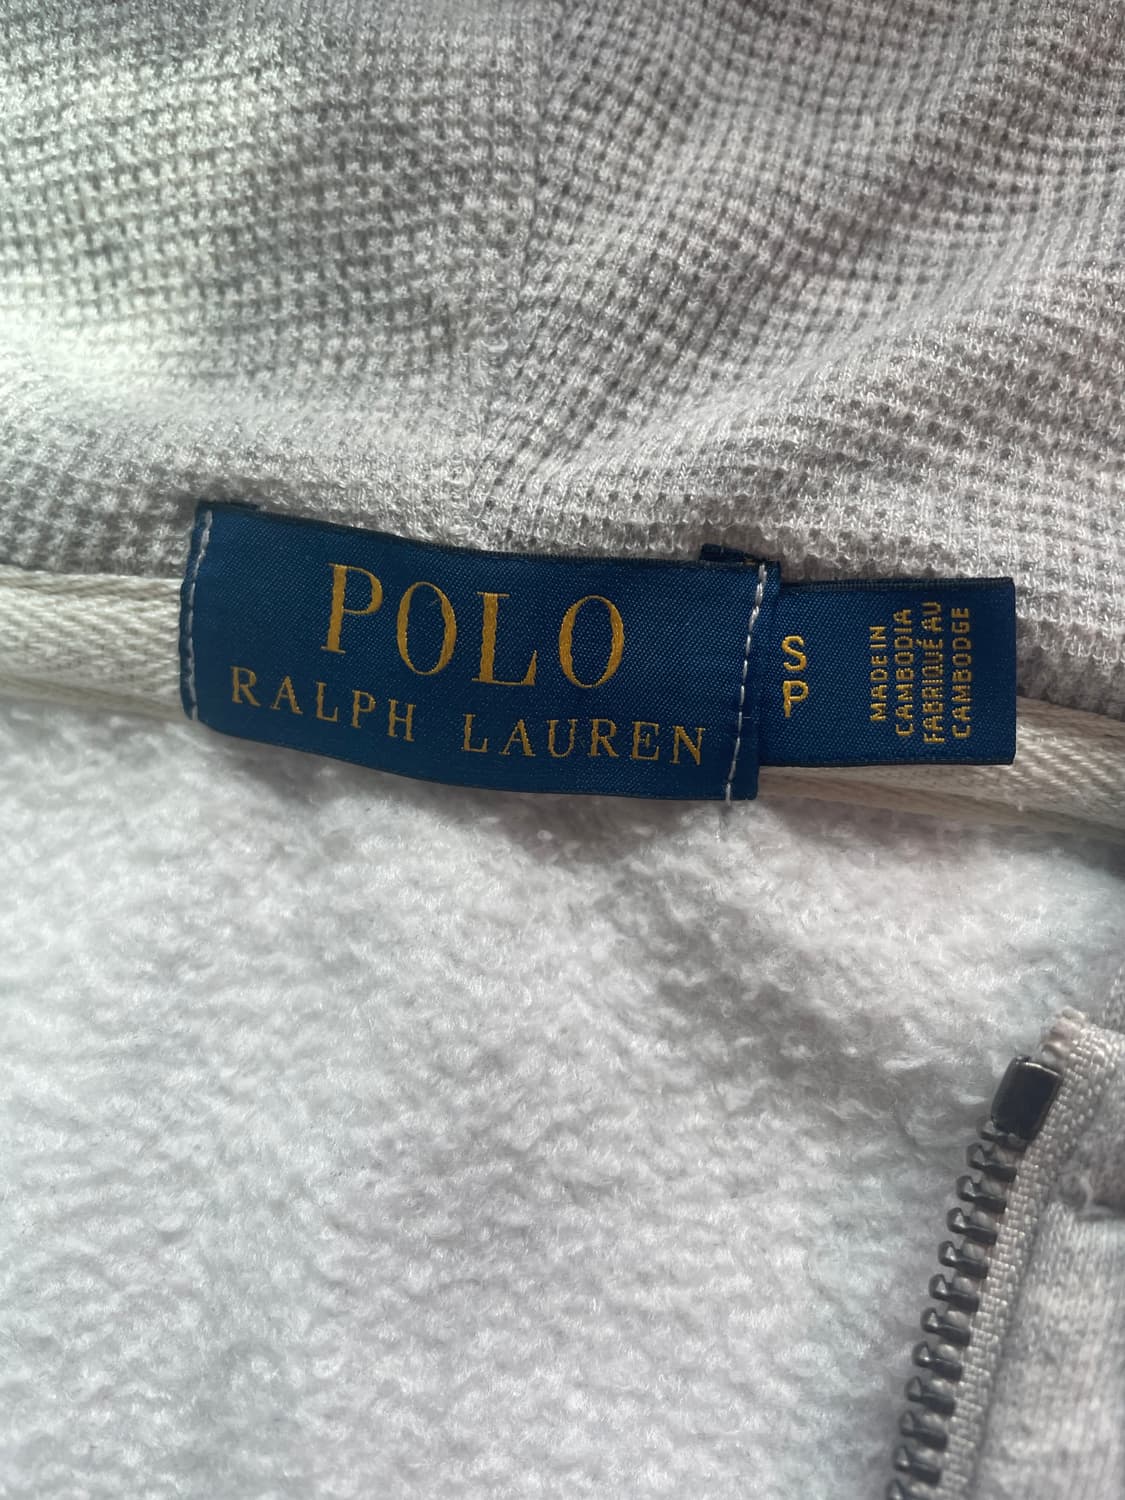 POLO
RALPH LAUREN
S
P
MADE IN
CAMBODIA
FABRIQUÉ AU
CAMBODGE